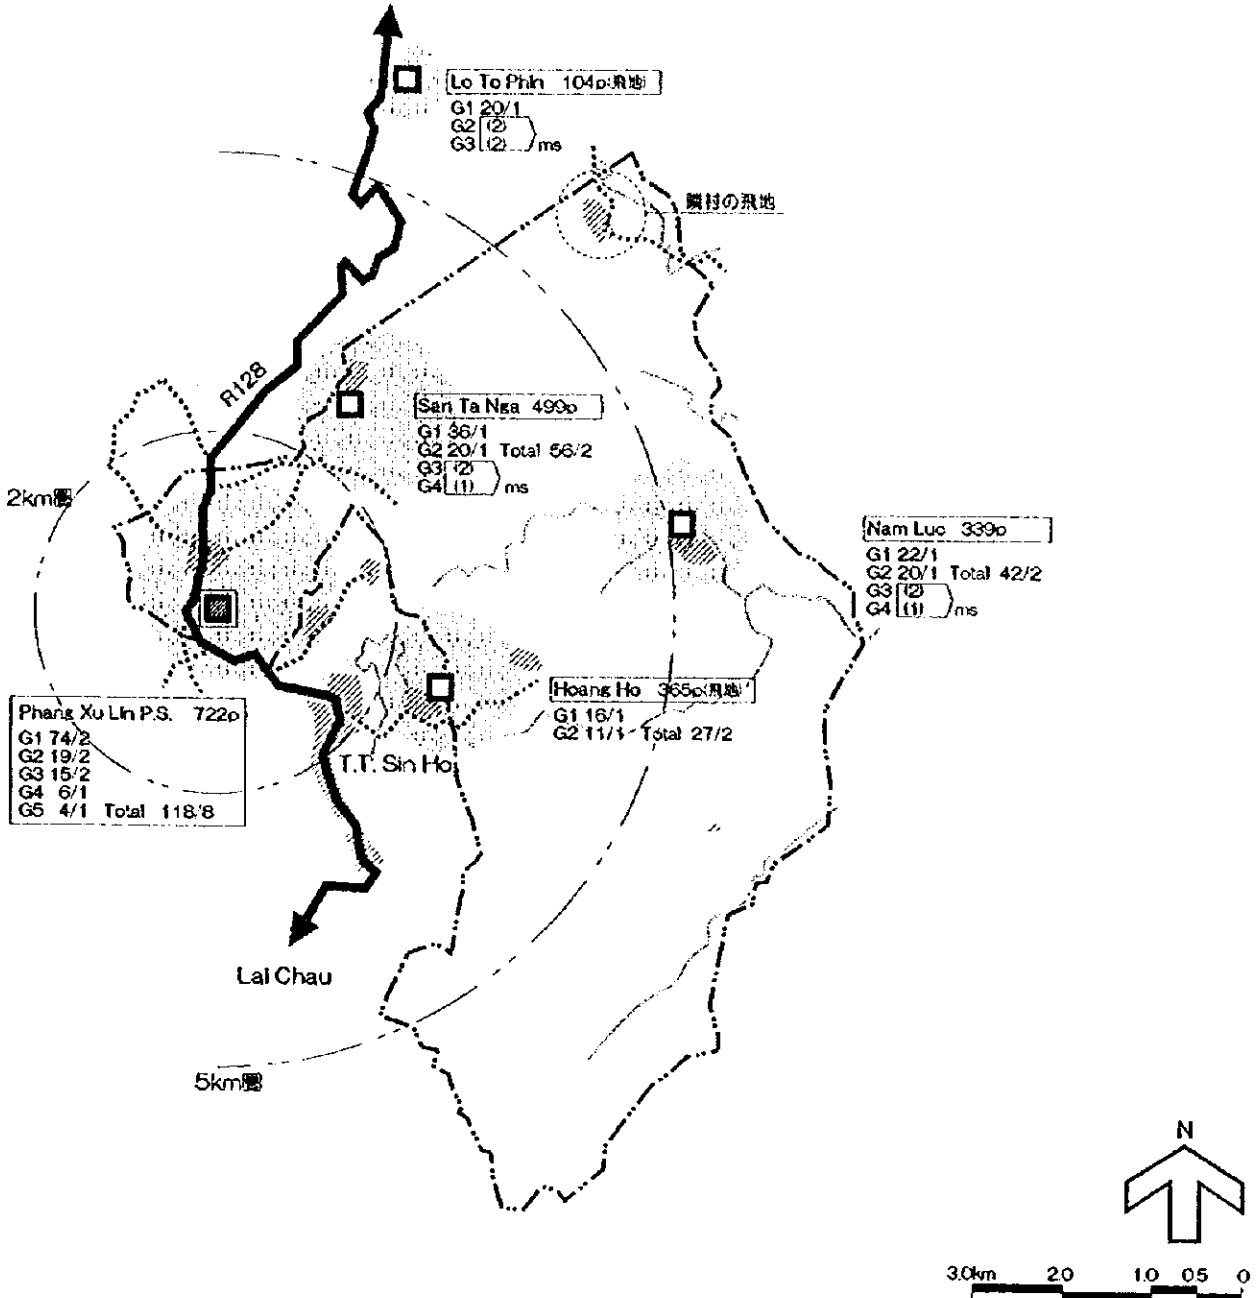 Lo To Phin 104p(飛地)
G1 20/1
G2 (2)
G3 (2) ms
隣村の飛地
R128
San Ta Nga 499p
G1 36/1
G2 20/1 Total 56/2
G3 (2)
G4 (1) ms
2km圏
Nam Luc 339p
G1 22/1
G2 20/1 Total 42/2
G3 (2)
G4 (1) ms
Hoang Ho 365p(飛地)
G1 16/1
G2 11/1 Total 27/2
Phang Xu Lin P.S. 722p
G1 74/2
G2 19/2
G3 15/2
G4 6/1
G5 4/1 Total 118/8
T.T. Sin Ho
Lai Chau
5km圏
N
3.0km 2.0 1.0 0.5 0